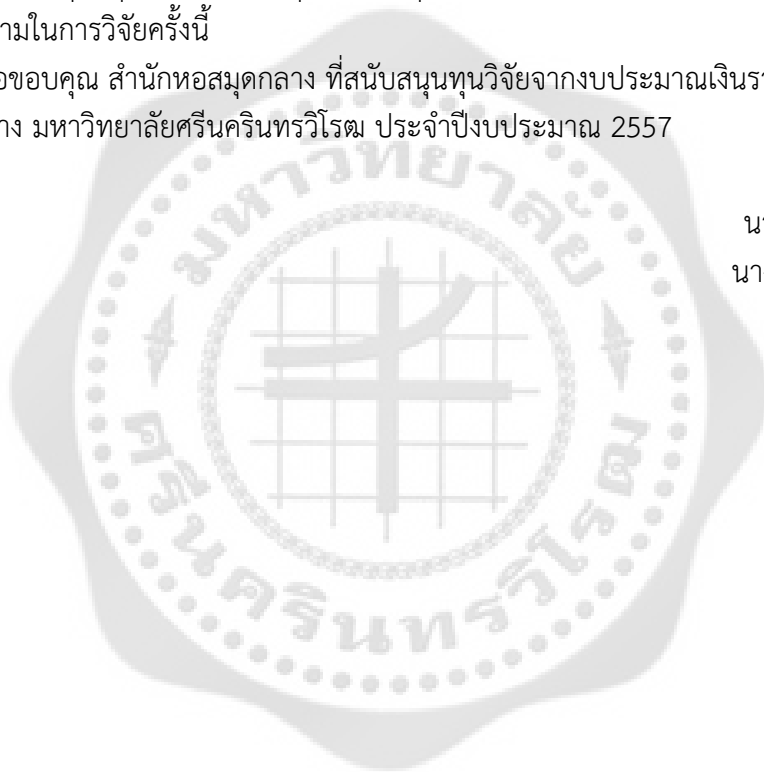 ามในการวิจัยครั้งนี้
อขอบคุณ สำนักหอสมุดกลาง ที่สนับสนุนทุนวิจัยจากงบประมาณเงินรา
าง มหาวิทยาลัยศรีนครินทรวิโรฒ ประจำปีงบประมาณ 2557
มหาวิทยาลัย
นา
นา
ศรีนครินทรวิโรฒ